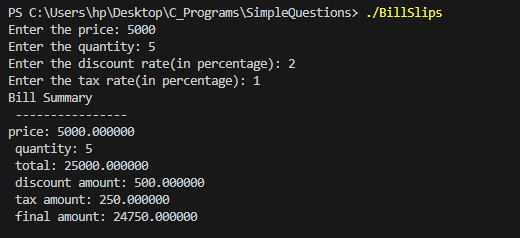 PS C:\Users\hp\Desktop\C_Programs\SimpleQuestions> ./BillSlips
Enter the price: 5000
Enter the quantity: 5
Enter the discount rate(in percentage): 2
Enter the tax rate(in percentage): 1
Bill Summary
 ----------------
price: 5000.000000
 quantity: 5
 total: 25000.000000
 discount amount: 500.000000
 tax amount: 250.000000
 final amount: 24750.000000